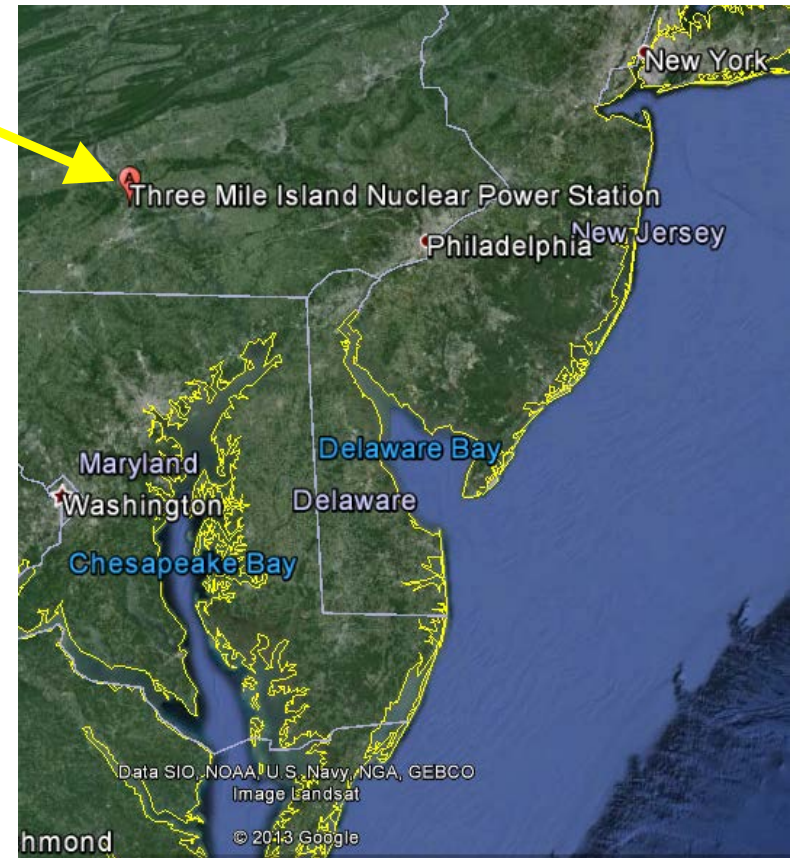 New York
A
Three Mile Island Nuclear Power Station
New Jersey
Philadelphia
Delaware Bay
Maryland
Washington
Delaware
Chesapeake Bay
Data SIO, NOAA, U.S. Navy, NGA, GEBCO
Image Landsat
hmond
© 2013 Google